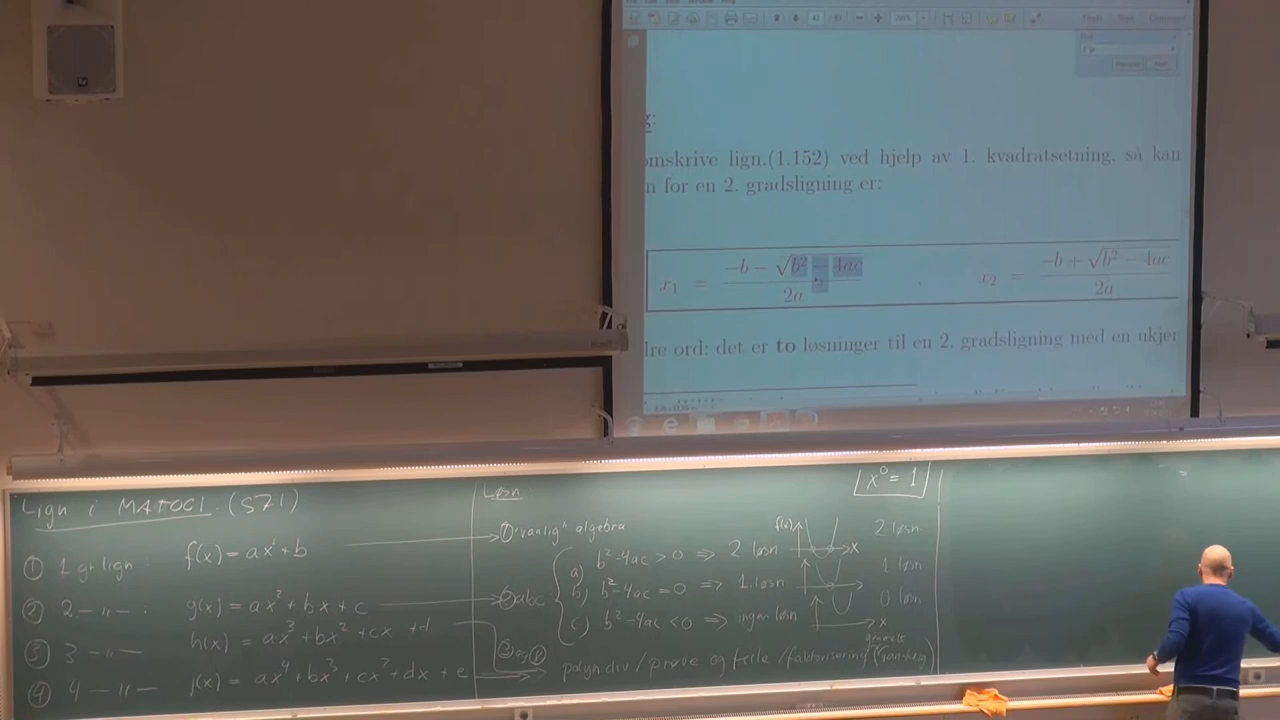 omskrive lign.(1.152) ved hjelp av 1. kvadratsetning, så kan
n for en 2. gradsligning er:
x₁ = (-b - √(b² - 4ac)) / 2a , x₂ = (-b + √(b² - 4ac)) / 2a
lre ord: det er to løsninger til en 2. gradsligning med en ukjer
Lign i MAT001. (S71)
① 1 gr lign: f(x) = ax¹ + b
② 2 -"- : g(x) = ax² + bx + c
③ 3 -"- h(x) = ax³ + bx² + cx + d
④ 4 -"- j(x) = ax⁴ + bx³ + cx² + dx + e
Løsn
① "vanlig" algebra
② abc
a) b² - 4ac > 0 ⇒ 2 løsn
b) b² - 4ac = 0 ⇒ 1 løsn
c) b² - 4ac < 0 ⇒ ingen løsn
③ og ④ polyn div / prøve og feile / faktorisering
generelt
x⁰ = 1
f(x) x 2 løsn
1 løsn
x 0 løsn